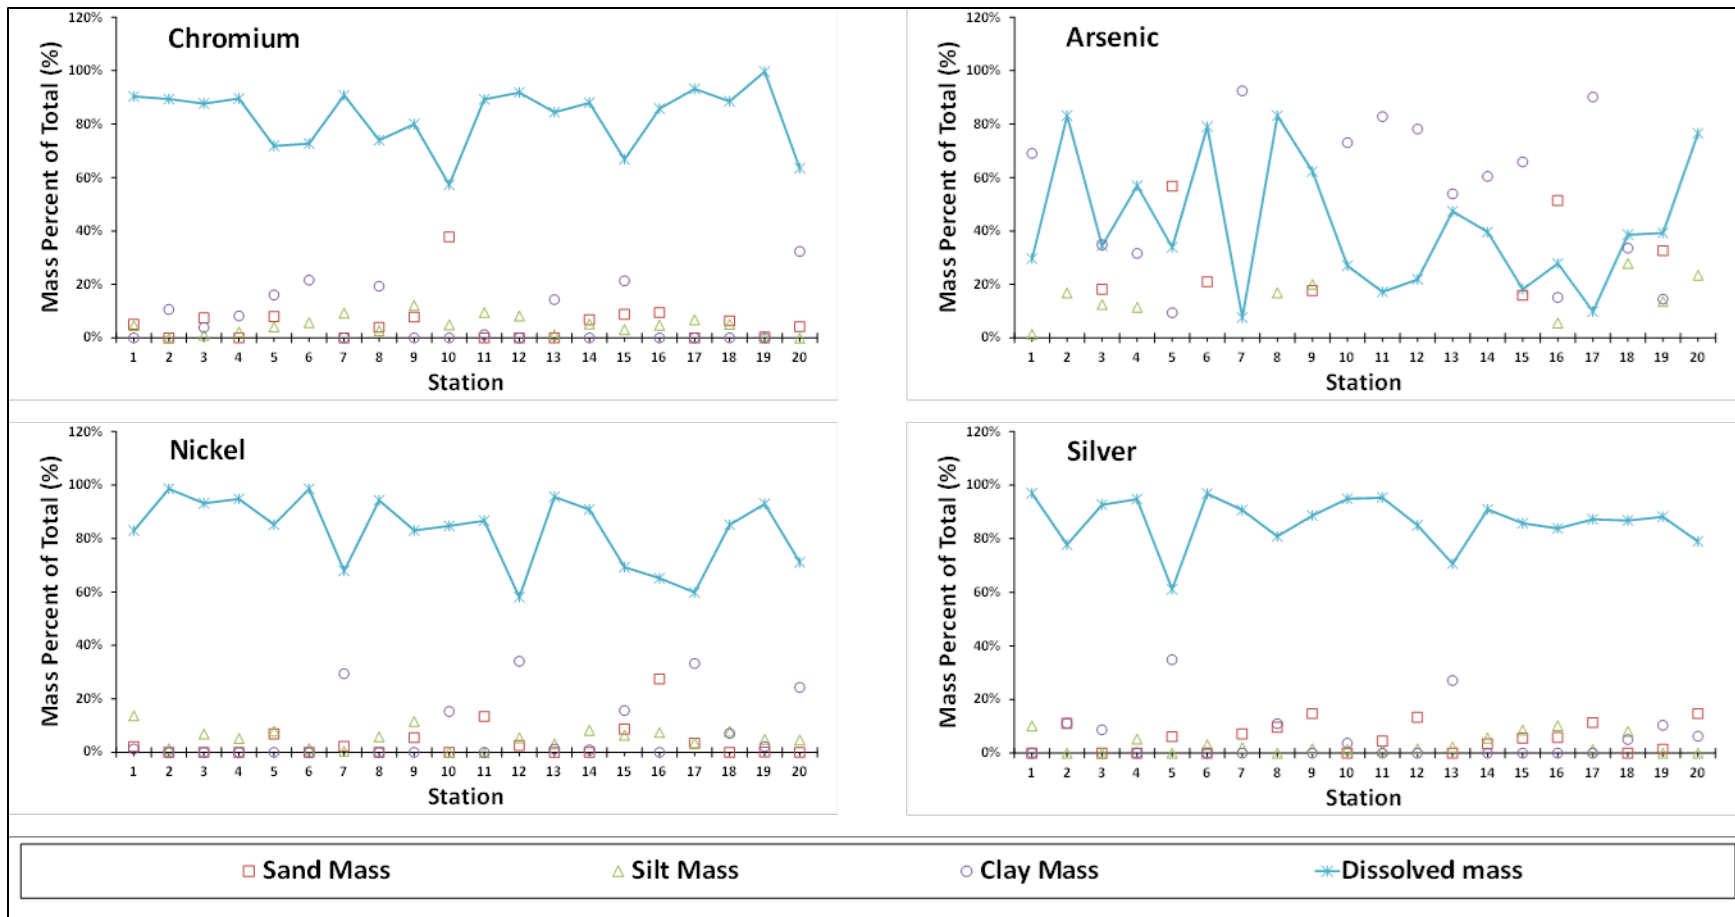 Chromium
Mass Percent of Total (%)
120%
100%
80%
60%
40%
20%
0%
1 2 3 4 5 6 7 8 9 10 11 12 13 14 15 16 17 18 19 20
Station
Arsenic
Mass Percent of Total (%)
120%
100%
80%
60%
40%
20%
0%
1 2 3 4 5 6 7 8 9 10 11 12 13 14 15 16 17 18 19 20
Station
Nickel
Mass Percent of Total (%)
120%
100%
80%
60%
40%
20%
0%
1 2 3 4 5 6 7 8 9 10 11 12 13 14 15 16 17 18 19 20
Station
Silver
Mass Percent of Total (%)
120%
100%
80%
60%
40%
20%
0%
1 2 3 4 5 6 7 8 9 10 11 12 13 14 15 16 17 18 19 20
Station
Sand Mass Silt Mass Clay Mass Dissolved mass